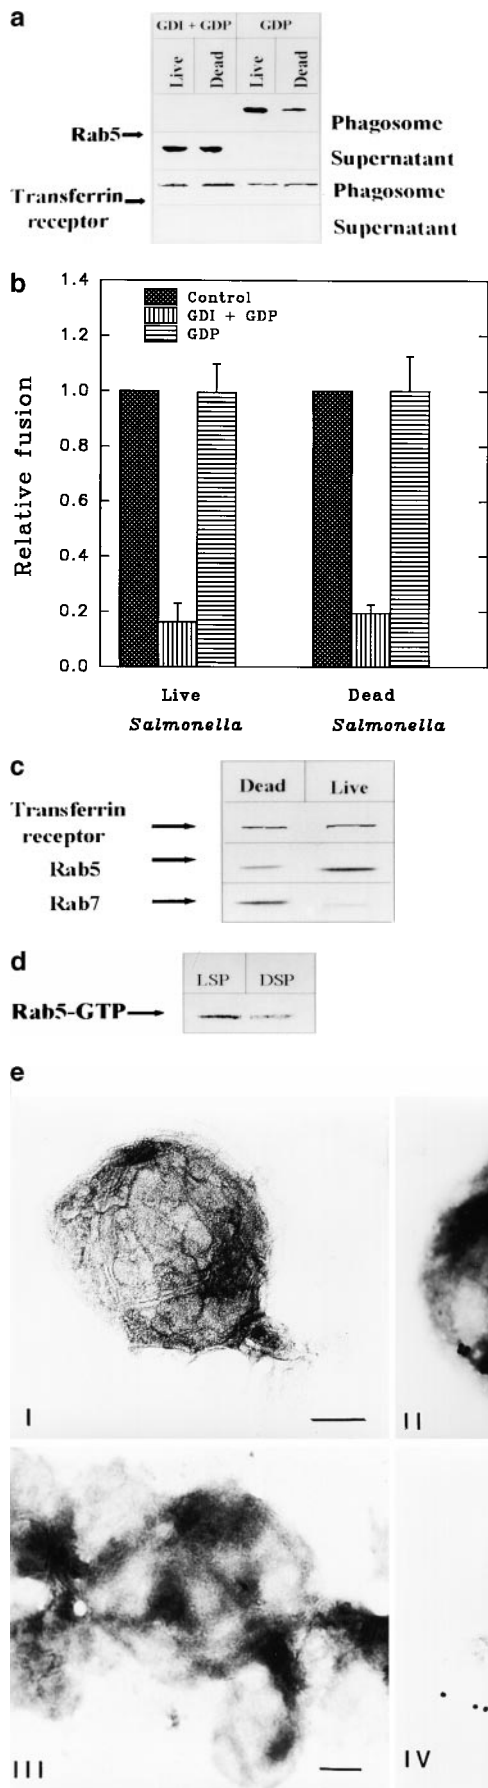 a
GDI + GDP GDP
Live Dead Live Dead
Phagosome
Rab5
Supernatant
Transferrin Phagosome
receptor
Supernatant
b
1.4
1.2
1.0
0.8
0.6
0.4
0.2
0.0
Relative fusion
Control
GDI + GDP
GDP
Live Dead
Salmonella Salmonella
c
Dead Live
Transferrin
receptor
Rab5
Rab7
d
LSP DSP
Rab5-GTP
e
I II
III IV